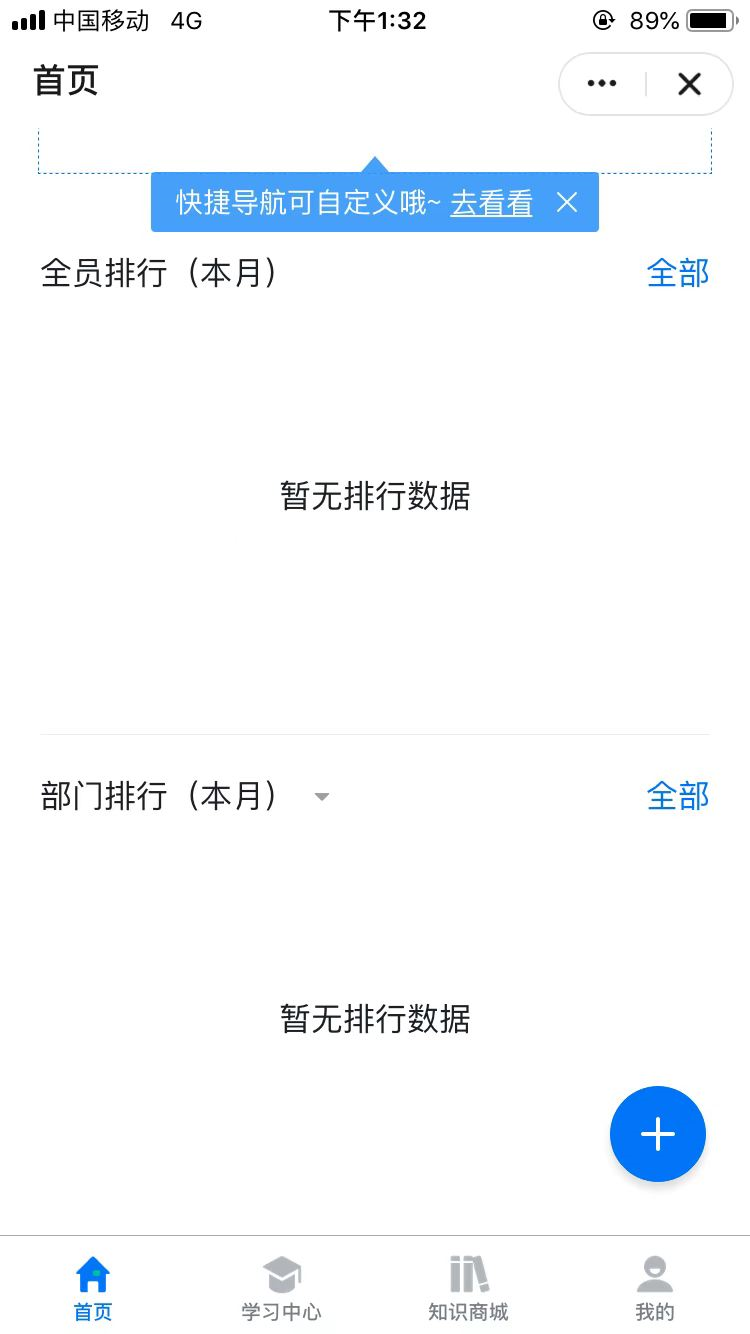 中国移动 4G 下午1:32 89%
首页
快捷导航可自定义哦~ 去看看
全员排行（本月） 全部
暂无排行数据
部门排行（本月） 全部
暂无排行数据
首页 学习中心 知识商城 我的